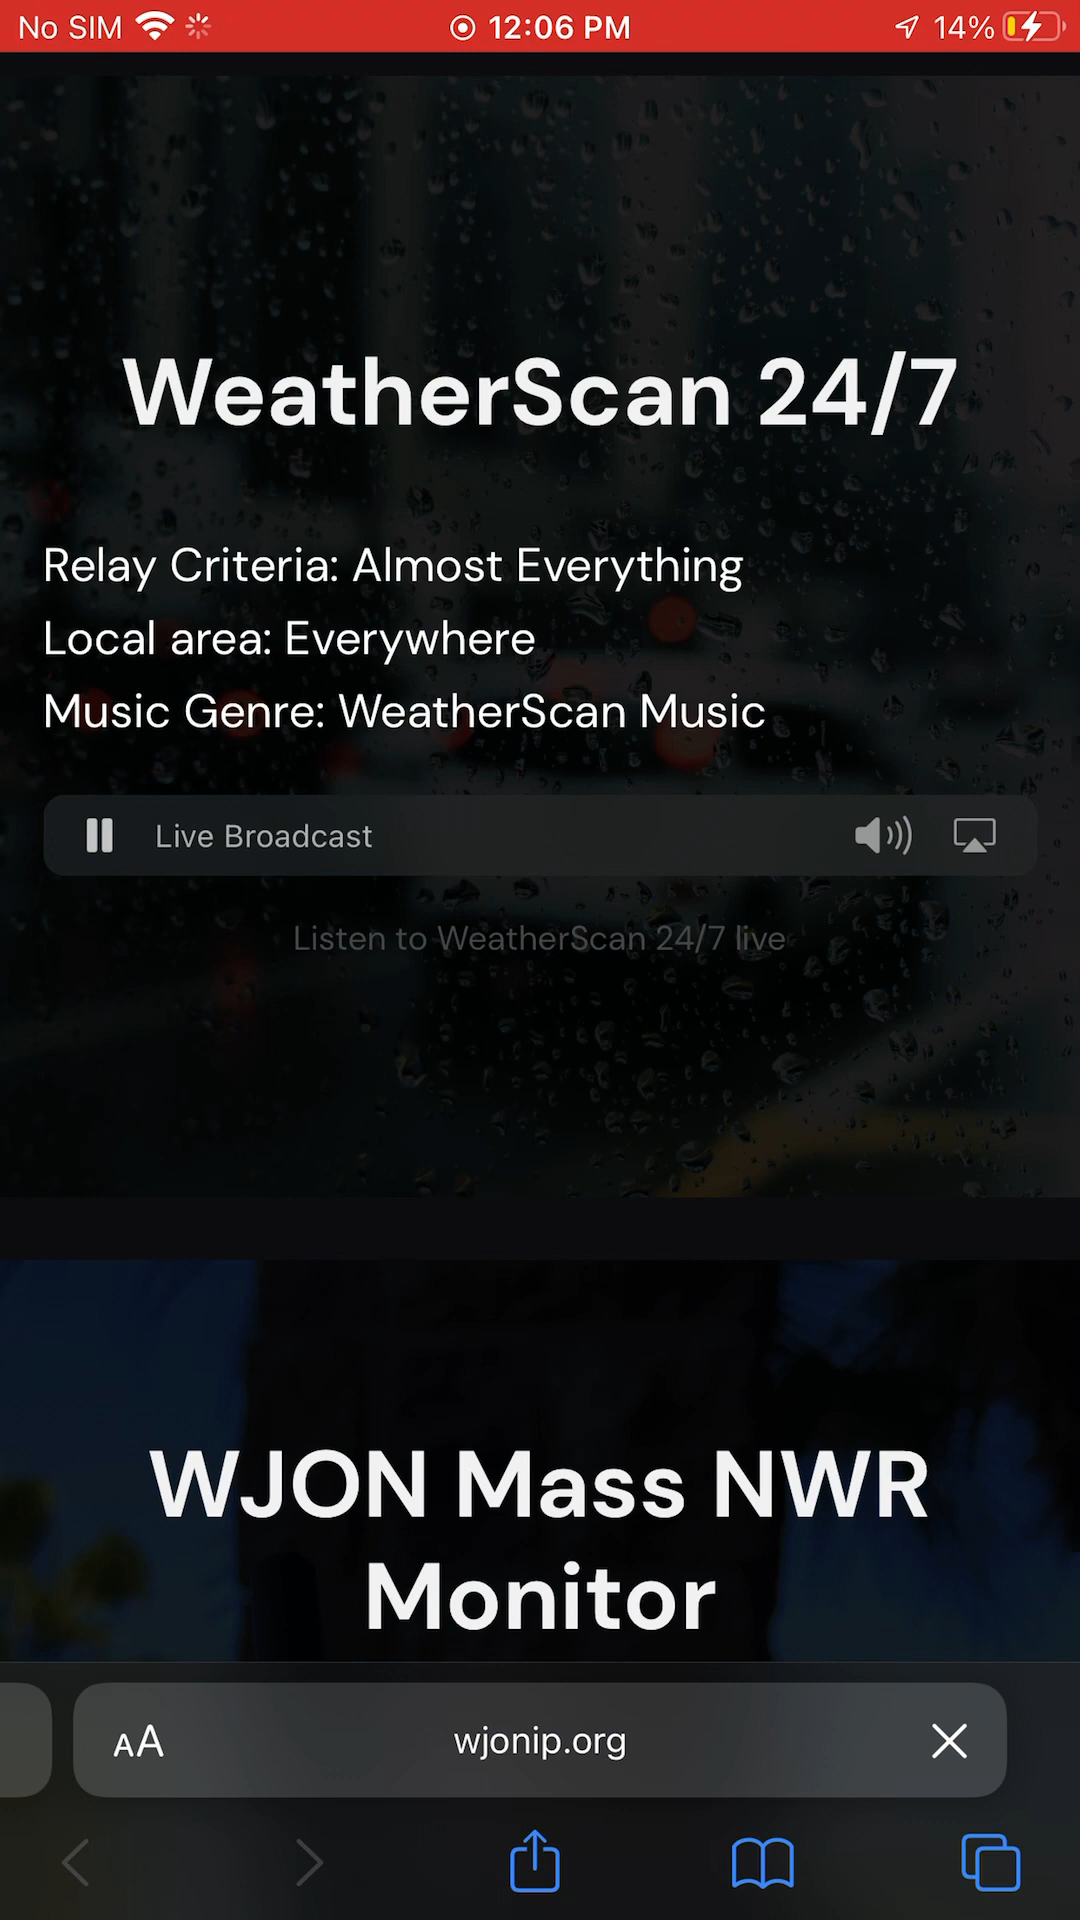 No SIM 12:06 PM 14%
WeatherScan 24/7
Relay Criteria: Almost Everything
Local area: Everywhere
Music Genre: WeatherScan Music
Live Broadcast
Listen to WeatherScan 24/7 live
WJON Mass NWR
Monitor
AA wjonip.org